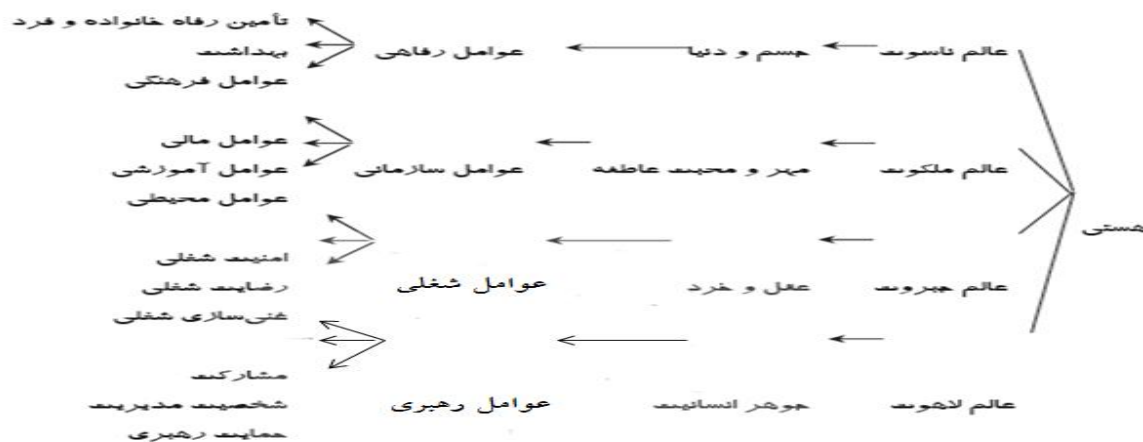 تأمین رفاه خانواده و فرد
عالم ناسوت جسم و دنیا عوامل رفاهی بهداشت
عوامل فرهنگی
عوامل مالی
عالم ملکوت مهر و محبت عاطفه عوامل سازمانی عوامل آموزشی
عوامل محیطی
هستی
امنیت شغلی
عالم جبروت عقل و خرد عوامل شغلی رضایت شغلی
غنی‌سازی شغلی
مشارکت
عالم لاهوت جوهر انسانیت عوامل رهبری شخصیت مدیریت
حمایت رهبری